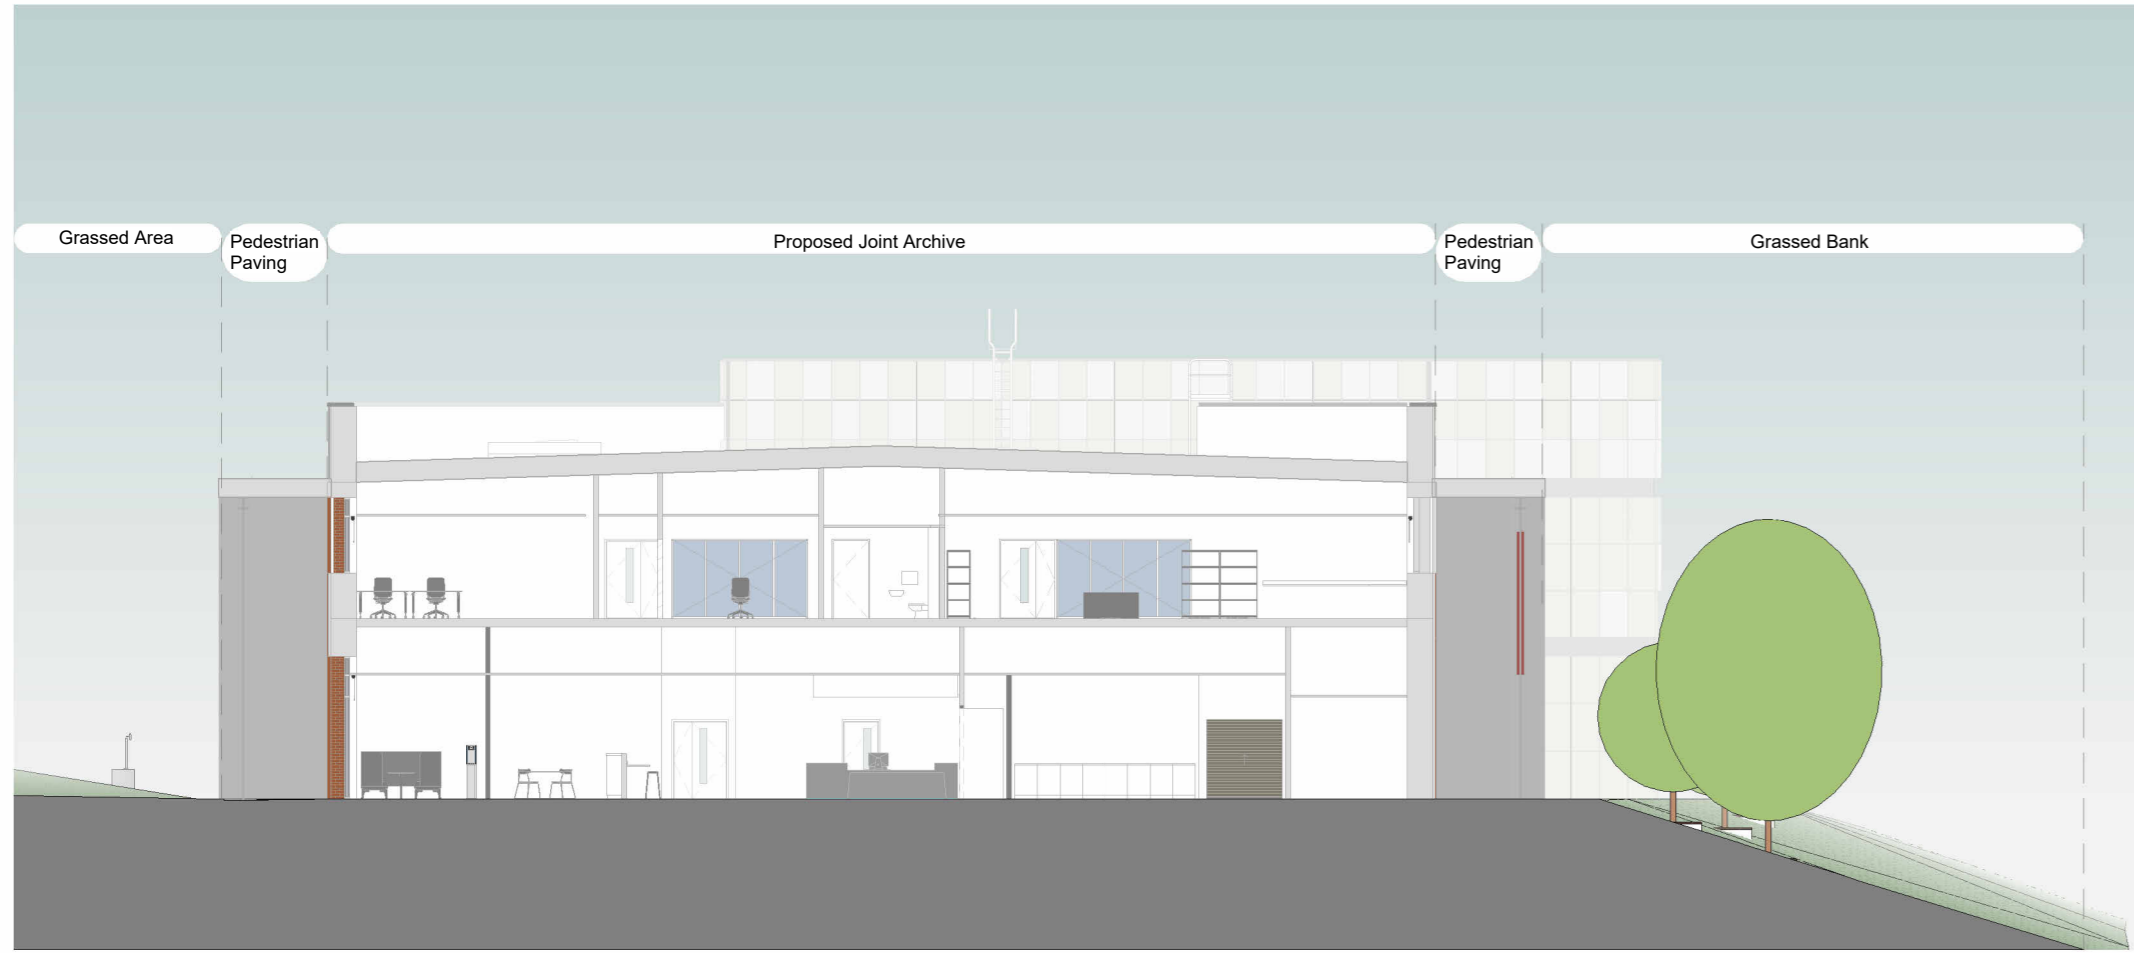 Grassed Area
Pedestrian
Paving
Proposed Joint Archive
Pedestrian
Paving
Grassed Bank